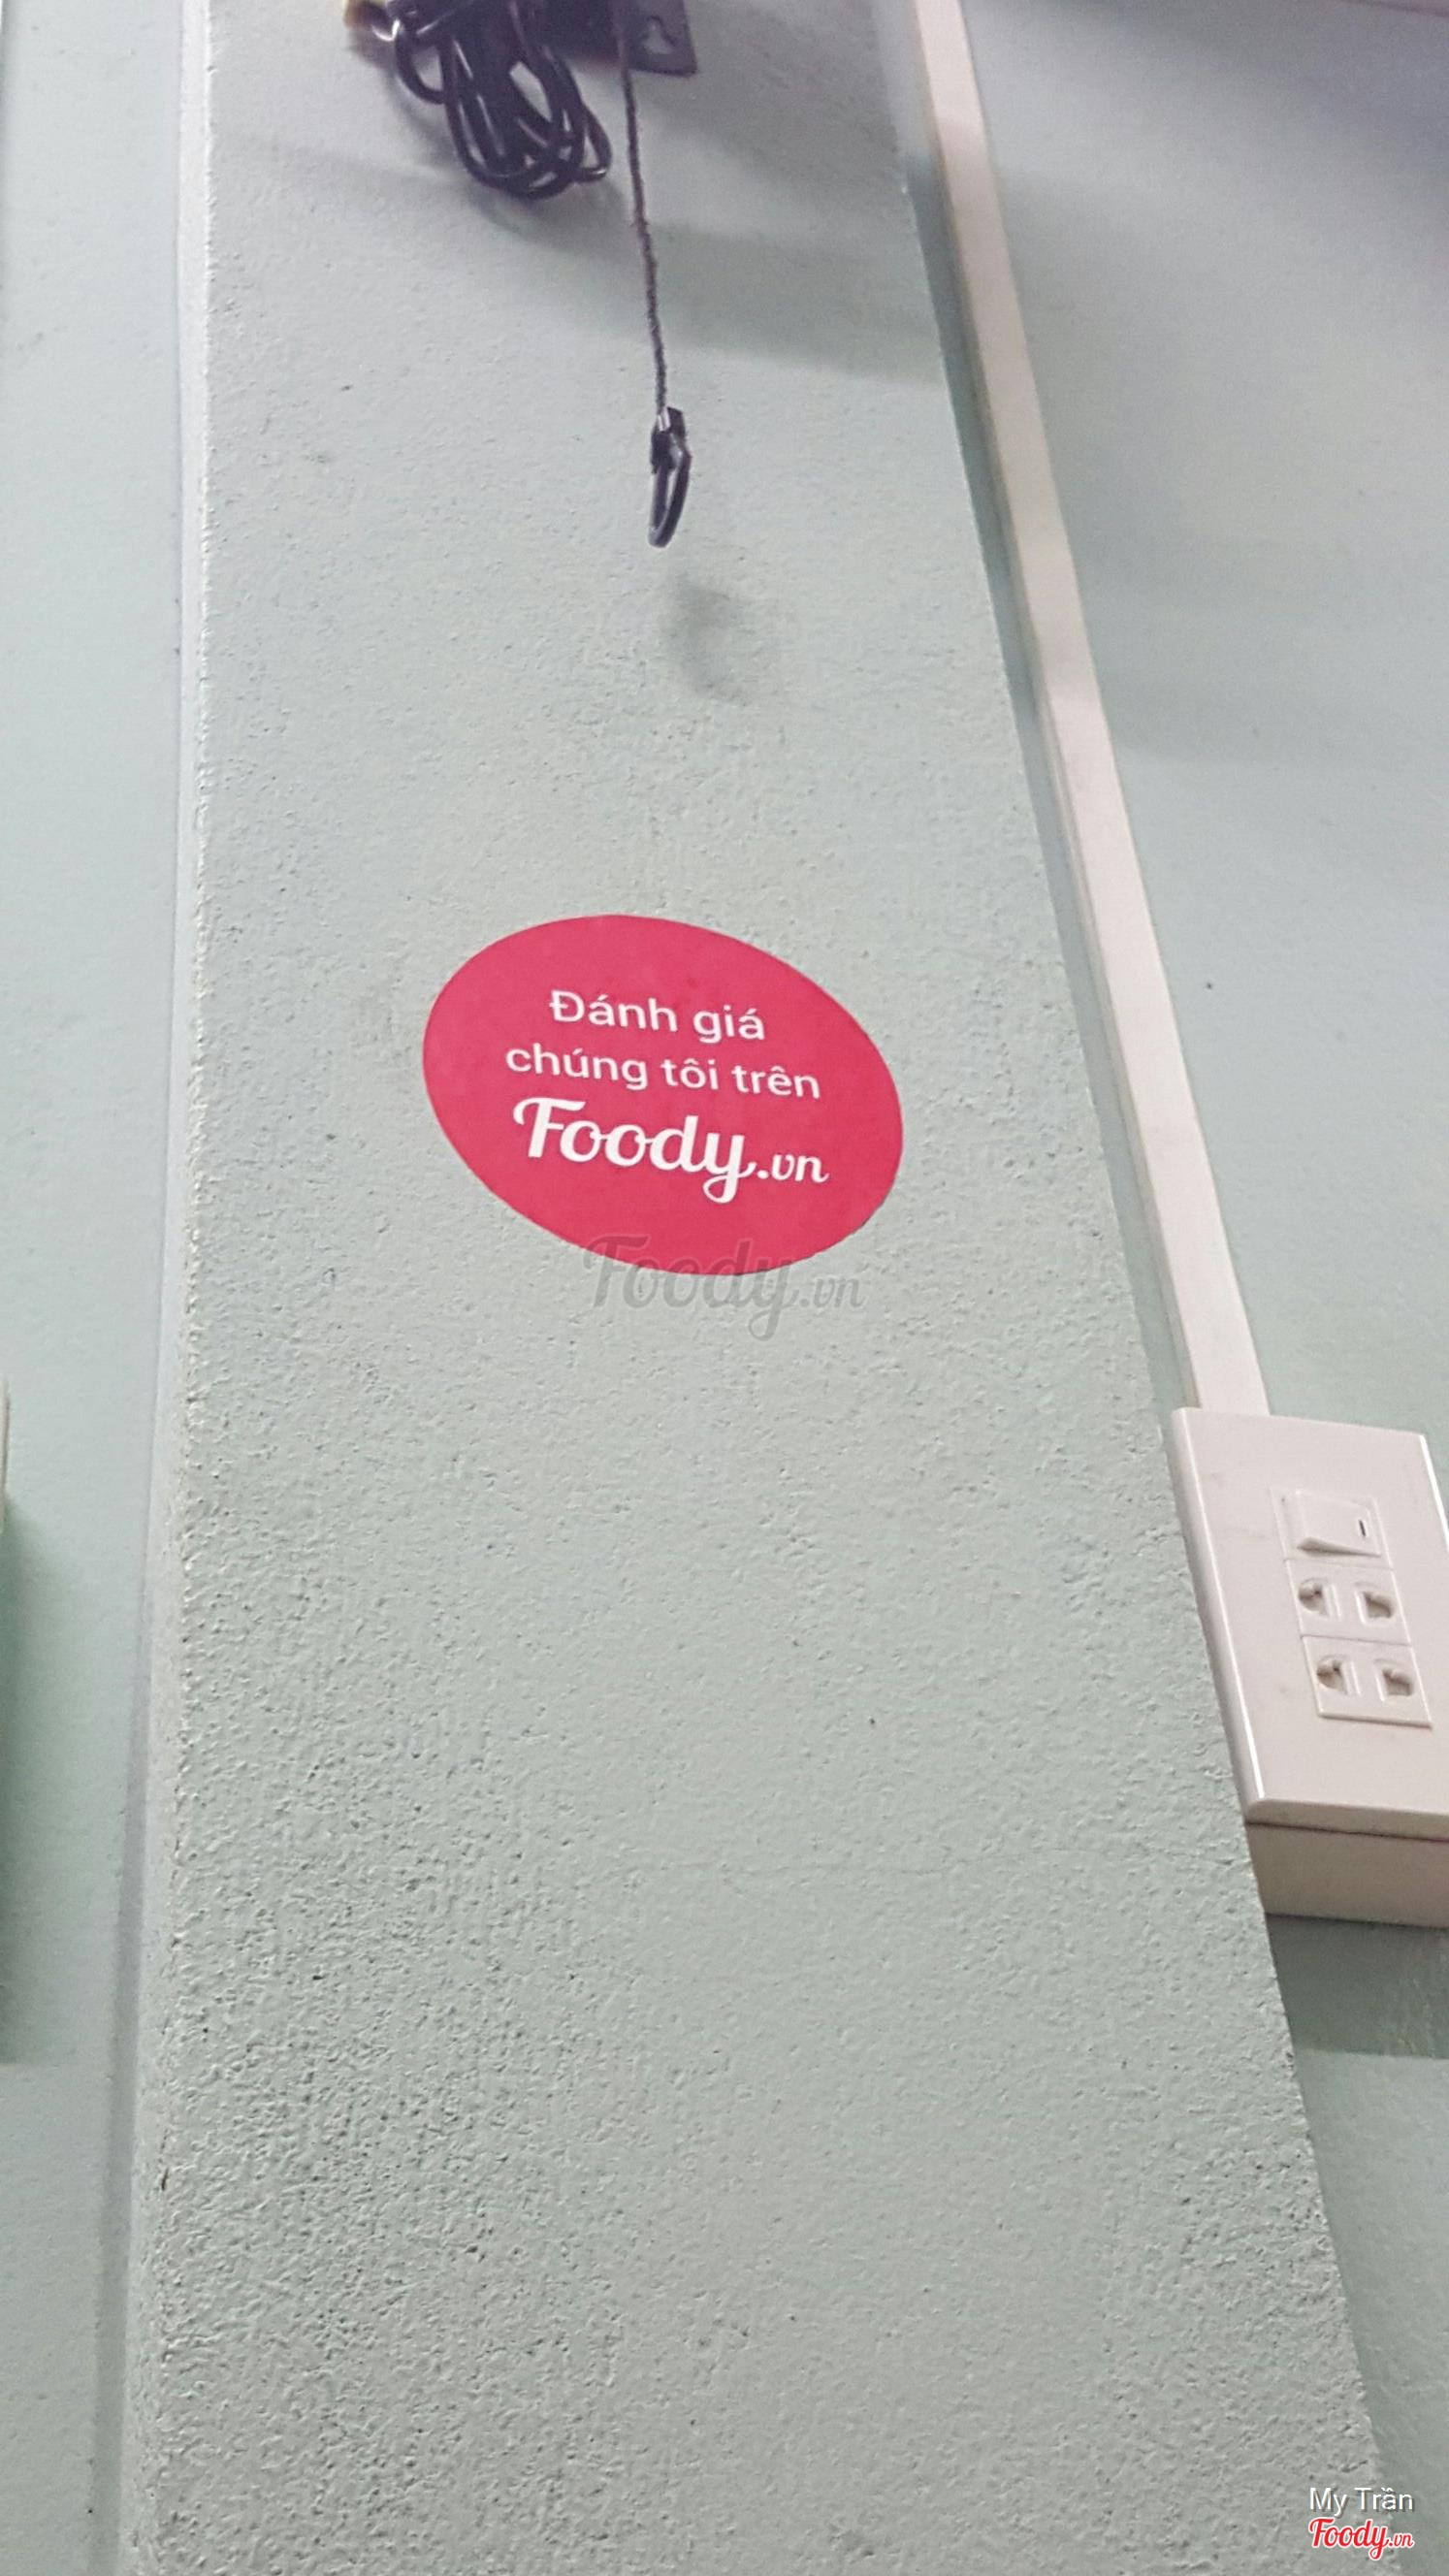 Đánh giá
chúng tôi trên
Foody.vn
Foody.vn
My Trần
Foody.vn